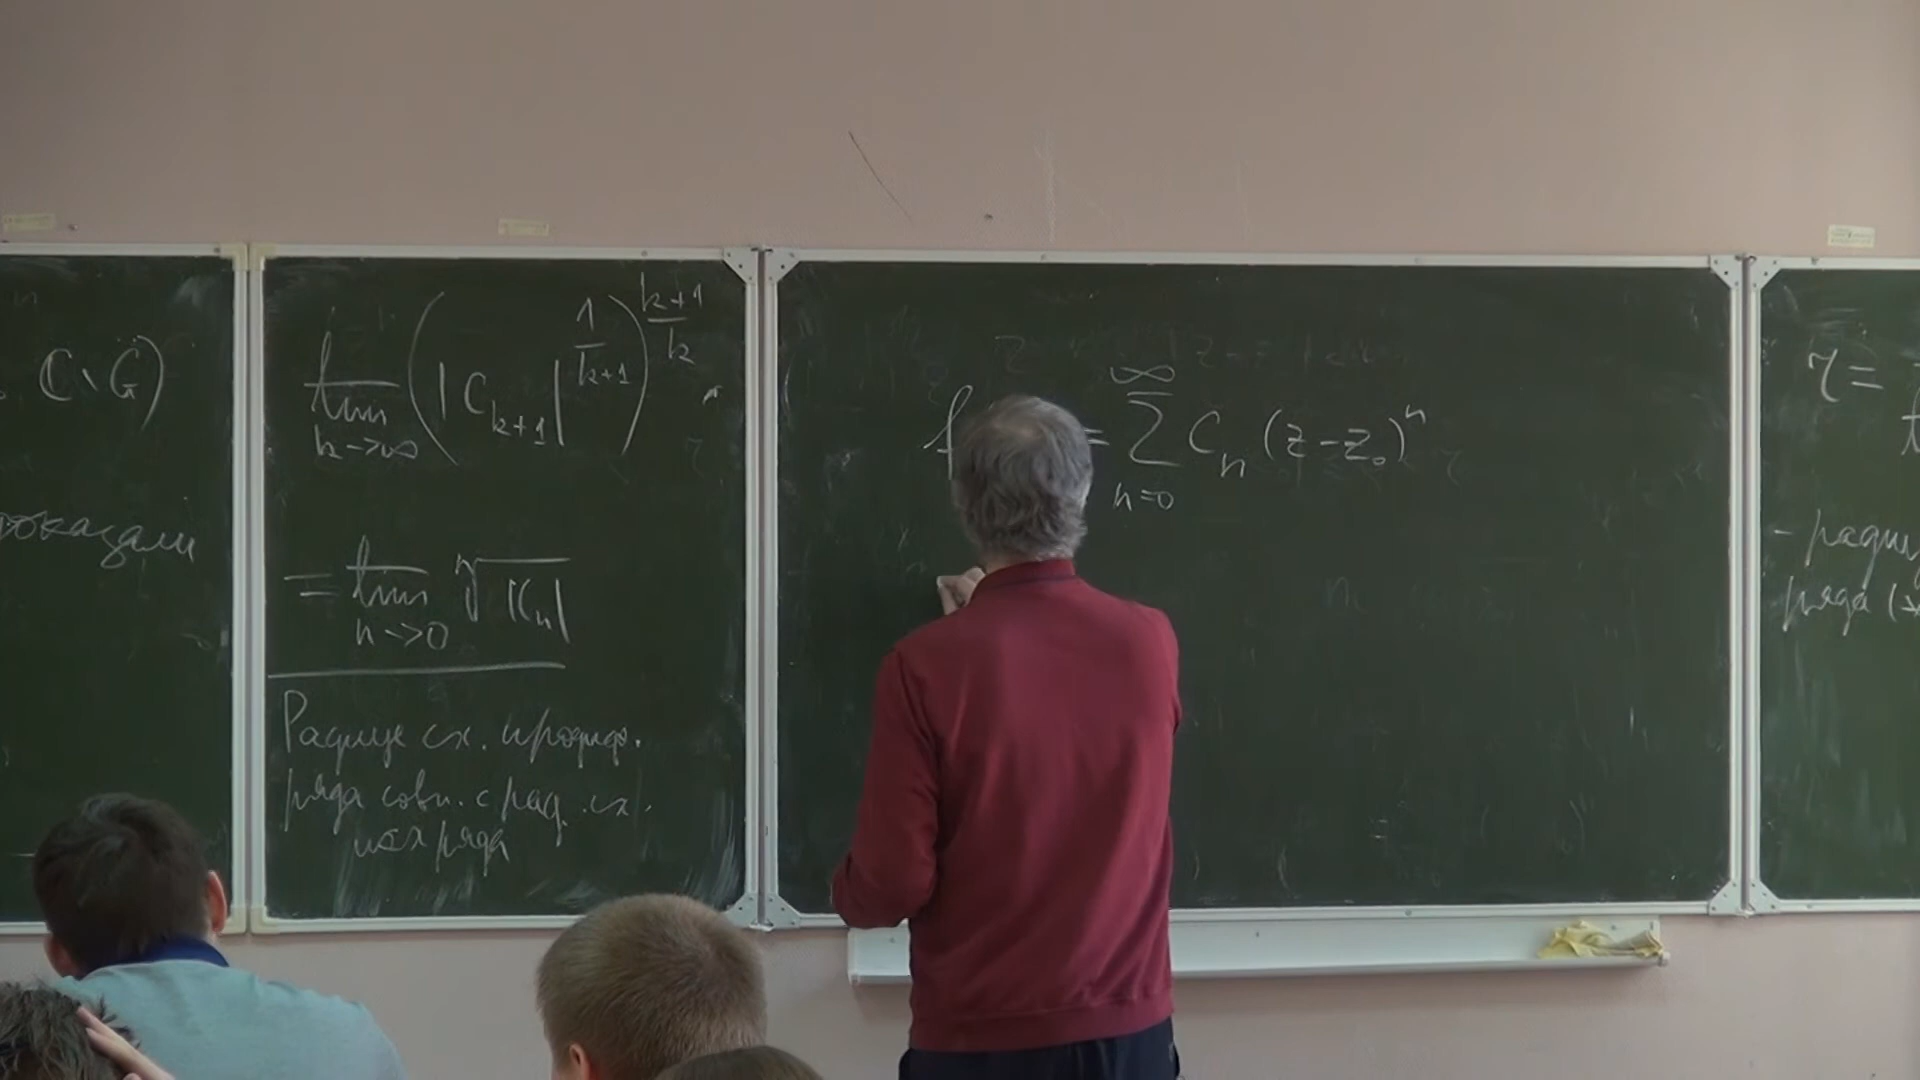 ℂ∖G)
доказали
lim (|C_{k+1}|^{1/(k+1)})^{(k+1)/k}
k→∞
= lim ⁿ√|C_n|
n→0
Радиус сх. продиф.
ряда совп. с рад. сх.
исх ряда
f = ∑_{n=0}^{∞} C_n (z-z_0)^n
r =
- радиу
ряда (